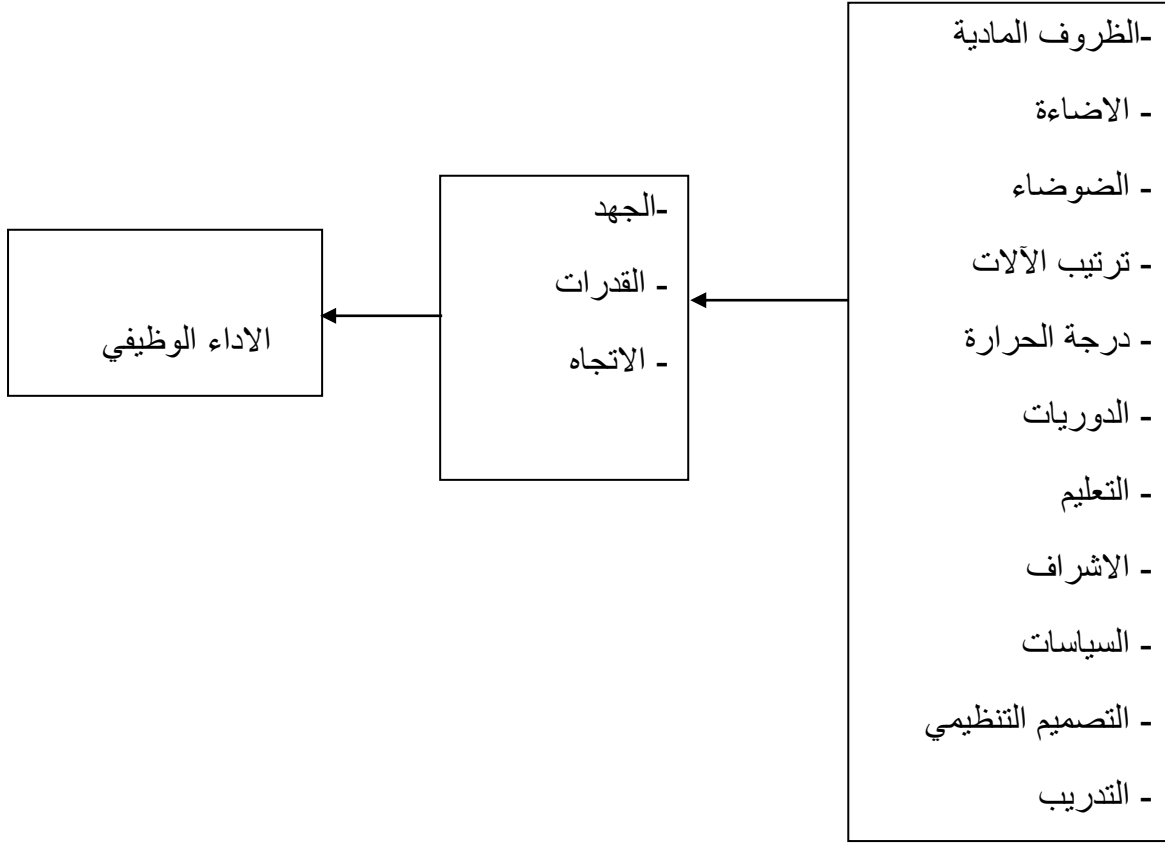 -الظروف المادية
- الاضاءة
- الضوضاء
- ترتيب الآلات
- درجة الحرارة
- الدوريات
- التعليم
- الاشراف
- السياسات
- التصميم التنظيمي
- التدريب
-الجهد
- القدرات
- الاتجاه
الاداء الوظيفي